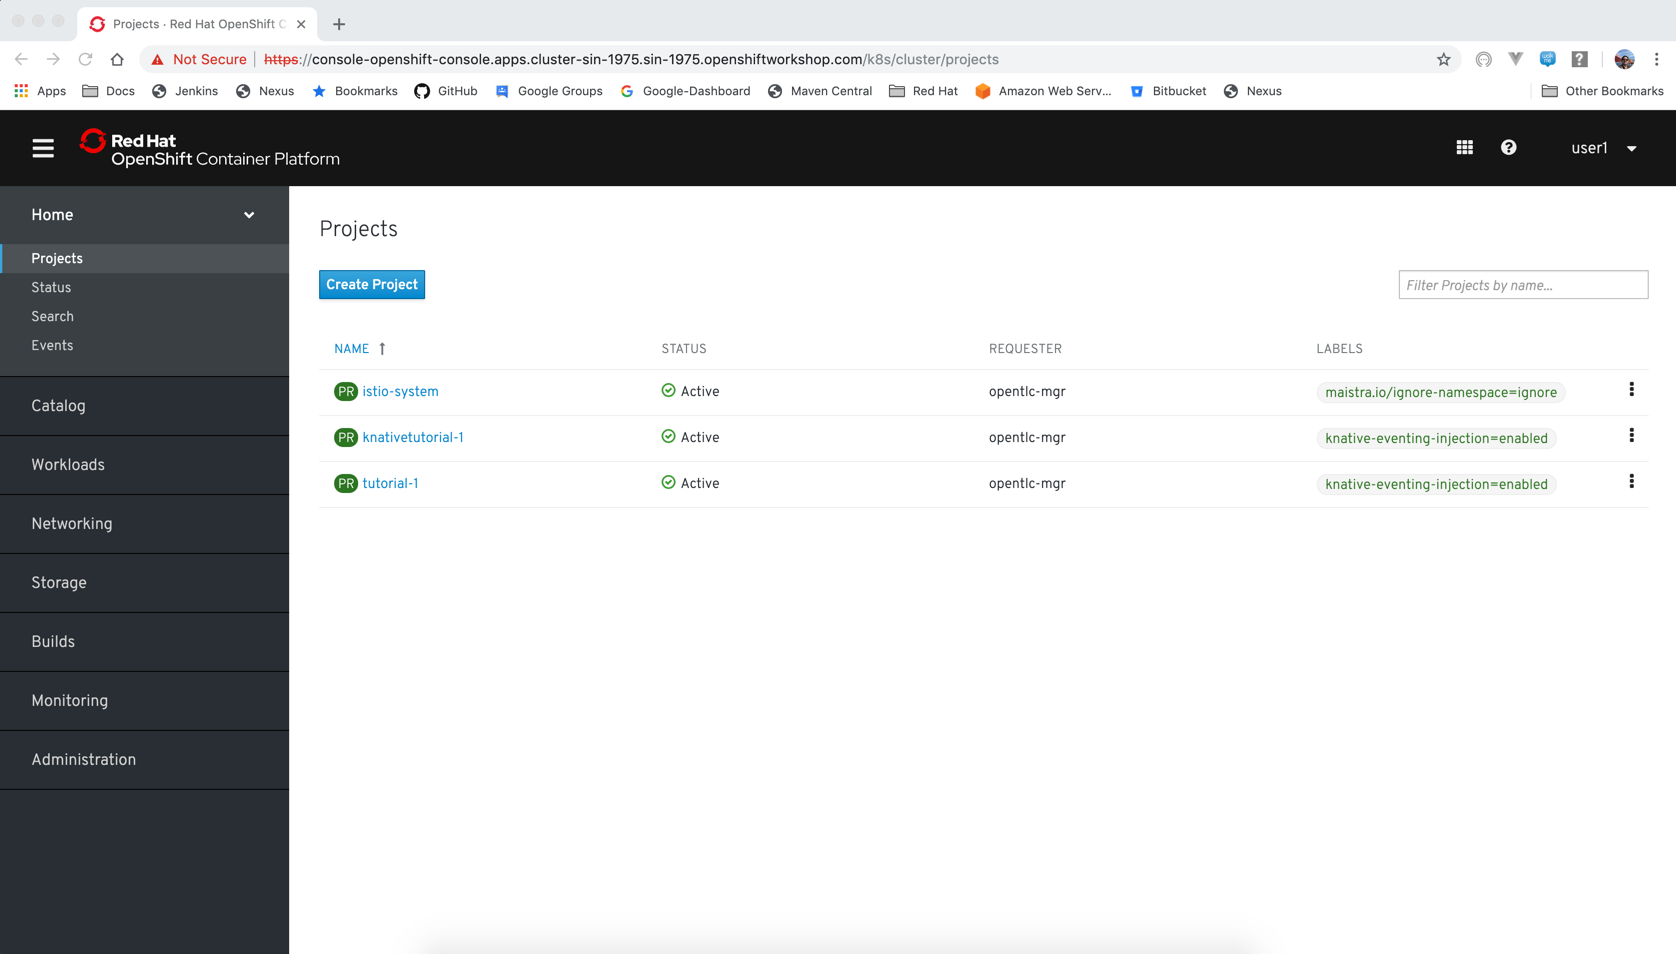 Projects · Red Hat OpenShift C
Not Secure | https://console-openshift-console.apps.cluster-sin-1975.sin-1975.openshiftworkshop.com/k8s/cluster/projects
Apps Docs Jenkins Nexus Bookmarks GitHub Google Groups Google-Dashboard Maven Central Red Hat Amazon Web Serv... Bitbucket Nexus Other Bookmarks
Red Hat
OpenShift Container Platform
user1
Home
Projects
Status
Search
Events
Catalog
Workloads
Networking
Storage
Builds
Monitoring
Administration
Projects
Create Project
Filter Projects by name...
NAME ↑ STATUS REQUESTER LABELS
PR istio-system Active opentlc-mgr maistra.io/ignore-namespace=ignore
PR knativetutorial-1 Active opentlc-mgr knative-eventing-injection=enabled
PR tutorial-1 Active opentlc-mgr knative-eventing-injection=enabled